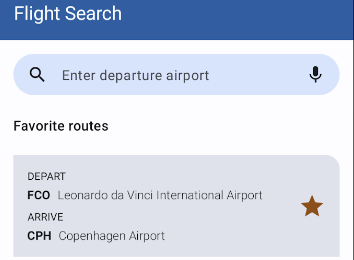 Flight Search
Enter departure airport
Favorite routes
DEPART
FCO Leonardo da Vinci International Airport
ARRIVE
CPH Copenhagen Airport